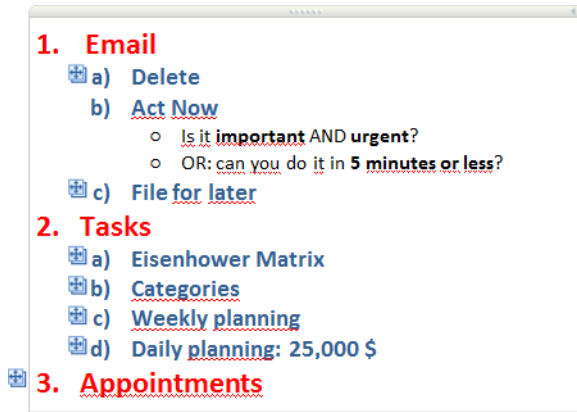 1. Email
a) Delete
b) Act Now
o Is it important AND urgent?
o OR: can you do it in 5 minutes or less?
c) File for later
2. Tasks
a) Eisenhower Matrix
b) Categories
c) Weekly planning
d) Daily planning: 25,000 $
3. Appointments